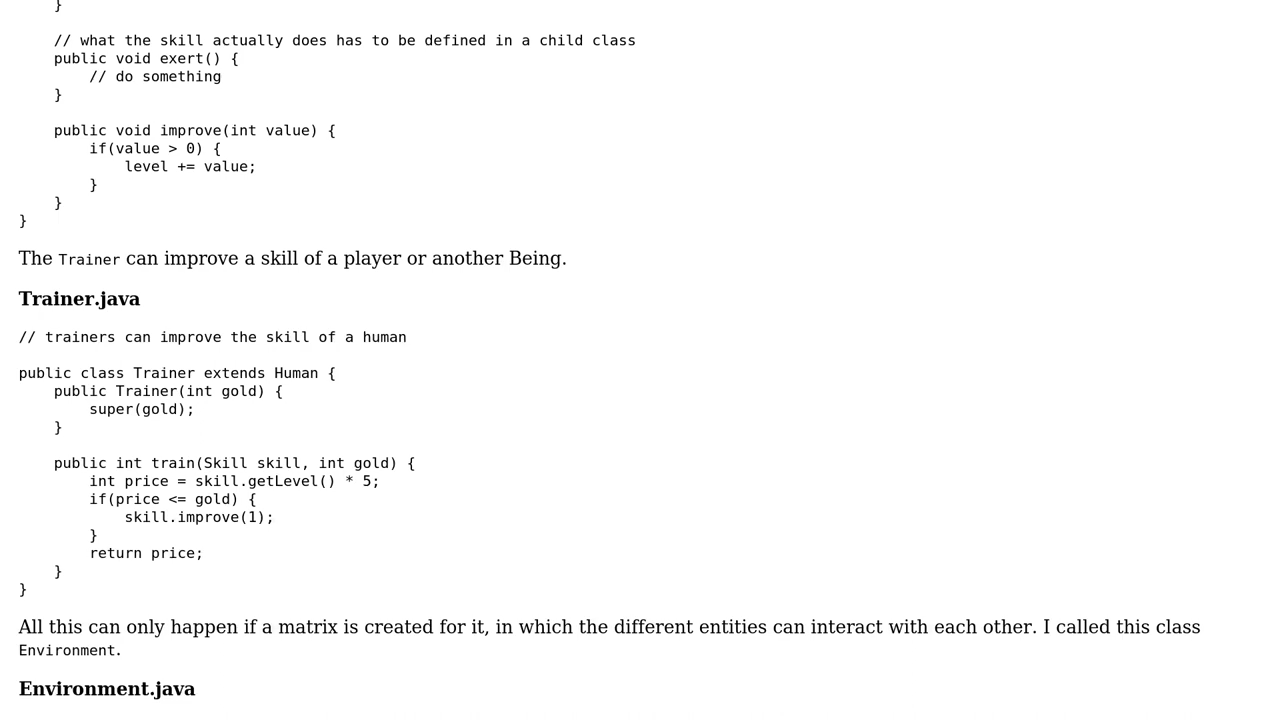 }
    // what the skill actually does has to be defined in a child class
    public void exert() {
        // do something
    }
    public void improve(int value) {
        if(value > 0) {
            level += value;
        }
    }
}
The Trainer can improve a skill of a player or another Being.
Trainer.java
// trainers can improve the skill of a human
public class Trainer extends Human {
    public Trainer(int gold) {
        super(gold);
    }
    public int train(Skill skill, int gold) {
        int price = skill.getLevel() * 5;
        if(price <= gold) {
            skill.improve(1);
        }
        return price;
    }
}
All this can only happen if a matrix is created for it, in which the different entities can interact with each other. I called this class
Environment.
Environment.java